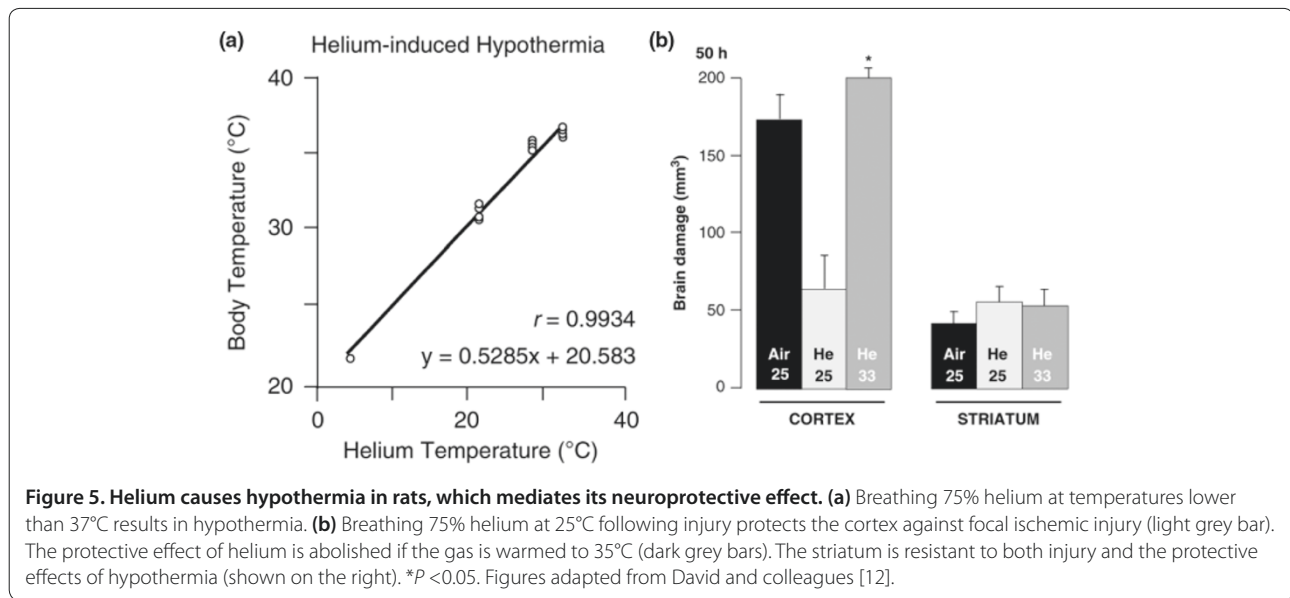 (a) Helium-induced Hypothermia
40
30
20
Body Temperature (°C)
r = 0.9934
y = 0.5285x + 20.583
0 20 40
Helium Temperature (°C)
(b)
50 h
*
200
150
100
50
0
Brain damage (mm³)
Air He He Air He He
25 25 33 25 25 33
CORTEX STRIATUM
Figure 5. Helium causes hypothermia in rats, which mediates its neuroprotective effect. (a) Breathing 75% helium at temperatures lower
than 37°C results in hypothermia. (b) Breathing 75% helium at 25°C following injury protects the cortex against focal ischemic injury (light grey bar).
The protective effect of helium is abolished if the gas is warmed to 35°C (dark grey bars). The striatum is resistant to both injury and the protective
effects of hypothermia (shown on the right). *P <0.05. Figures adapted from David and colleagues [12].